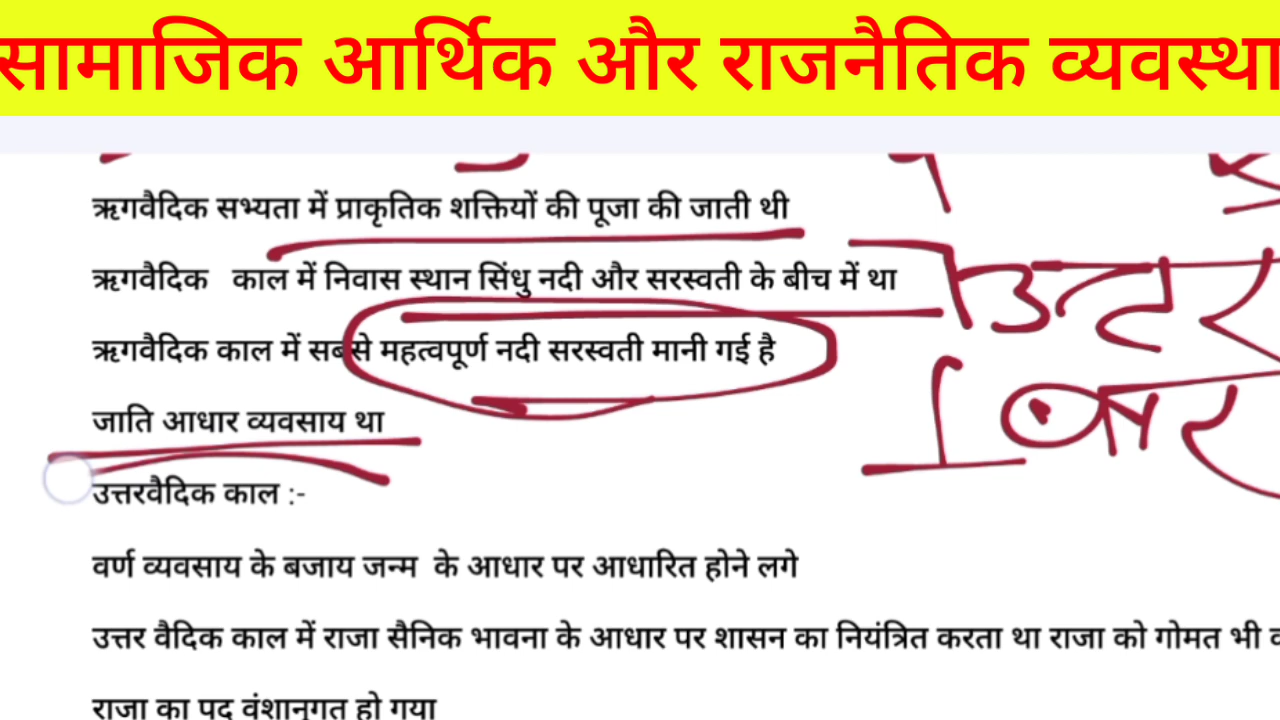 सामाजिक आर्थिक और राजनैतिक व्यवस्था
ऋगवैदिक सभ्यता में प्राकृतिक शक्तियों की पूजा की जाती थी
ऋगवैदिक काल में निवास स्थान सिंधु नदी और सरस्वती के बीच में था
उत्तर
ऋगवैदिक काल में सबसे महत्वपूर्ण नदी सरस्वती मानी गई है
जाति आधार व्यवसाय था
उत्तरवैदिक काल :-
वर्ण व्यवसाय के बजाय जन्म के आधार पर आधारित होने लगे
उत्तर वैदिक काल में राजा सैनिक भावना के आधार पर शासन का नियंत्रित करता था राजा को गोमत भी
राजा का पद वंशानुगत हो गया